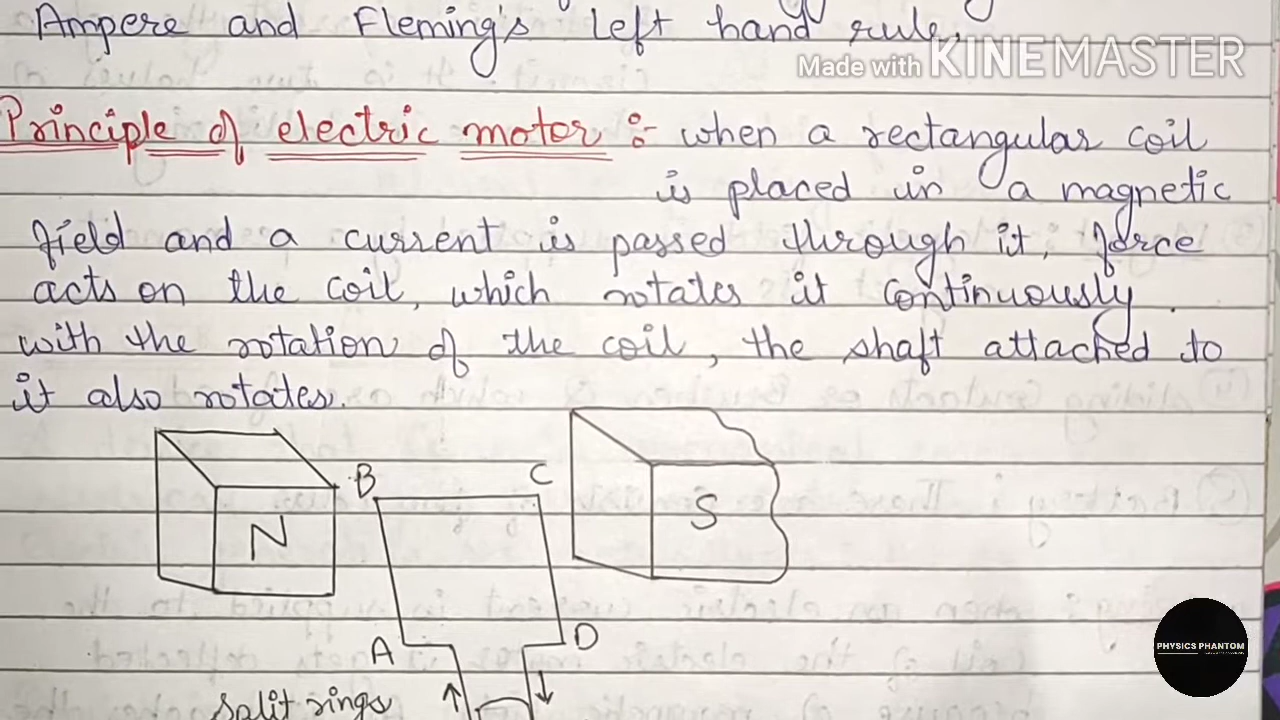 Ampere and Fleming's left hand rule.
Made with KINEMASTER
Principle of electric motor :- when a rectangular coil
is placed in a magnetic
field and a current is passed through it, force
acts on the coil, which rotates it continuously.
with the rotation of the coil, the shaft attached to
it also rotates.
B C
N S
A D
split rings
PHYSICS PHANTOM